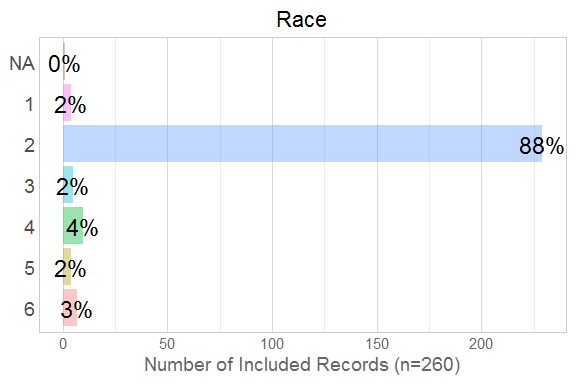 Race
NA 0%
1 2%
2 88%
3 2%
4 4%
5 2%
6 3%
0 50 100 150 200
Number of Included Records (n=260)